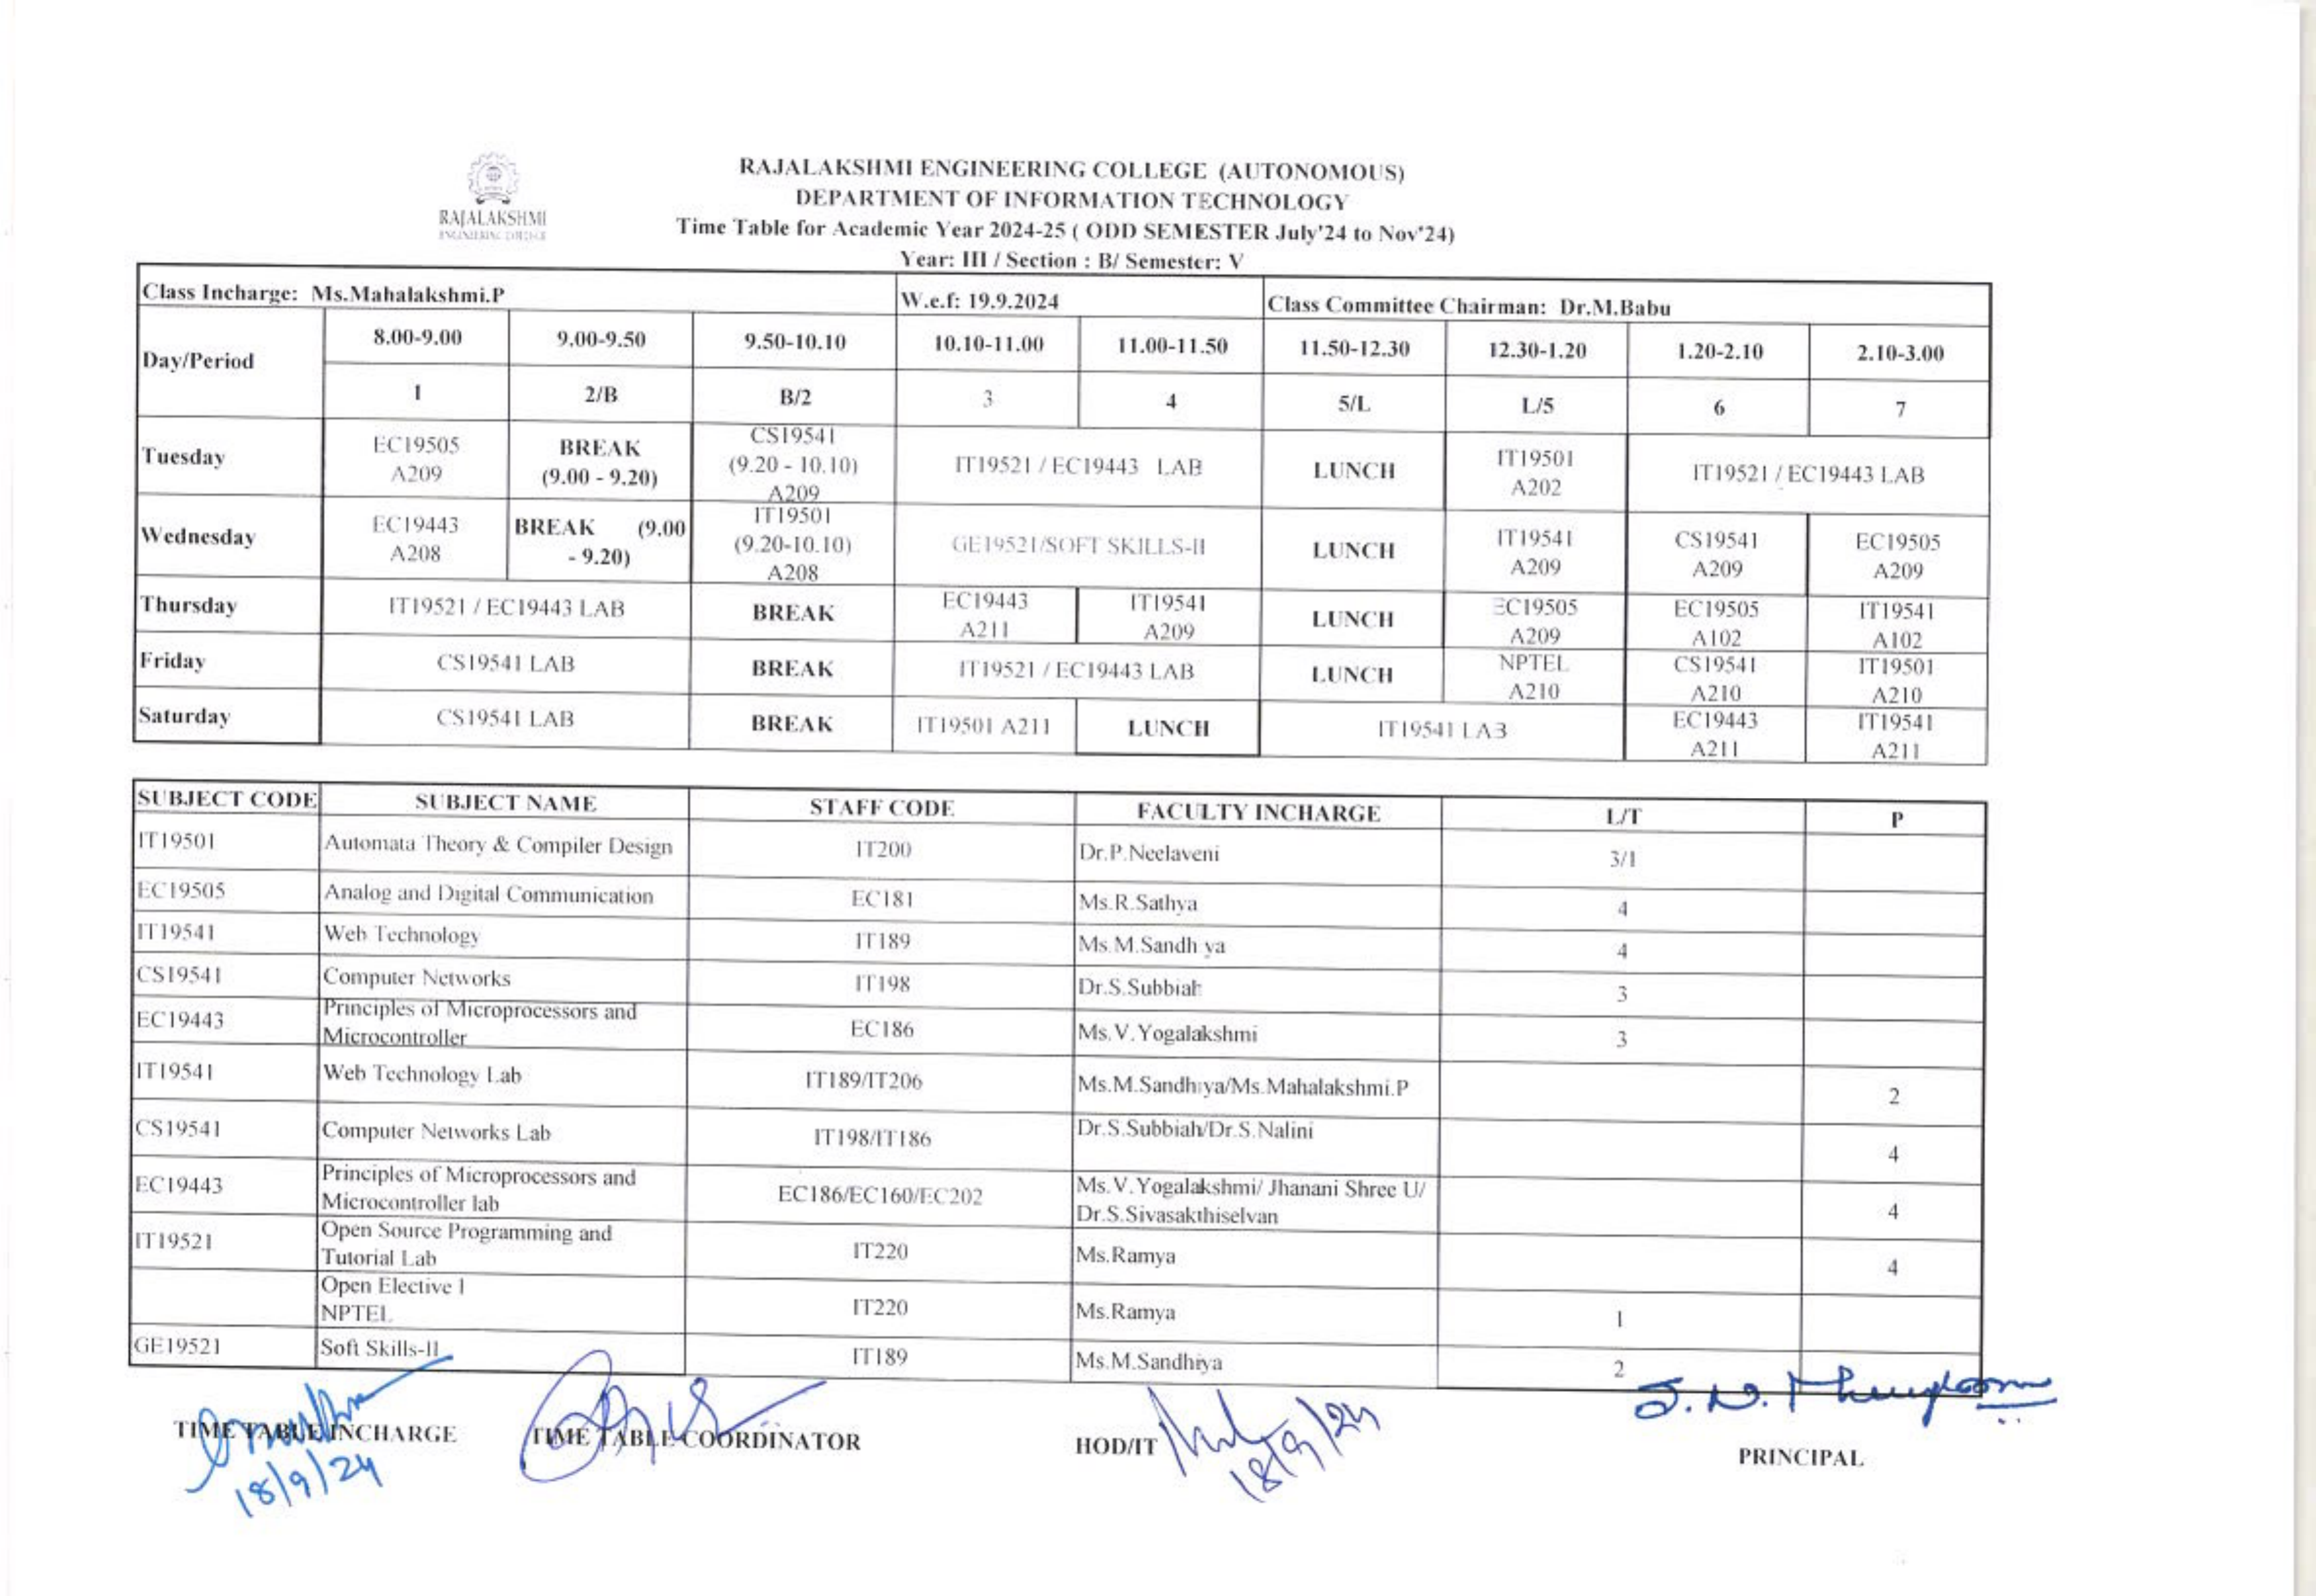 RAJALAKSHMI
ENGINEERING COLLEGE
RAJALAKSHMI ENGINEERING COLLEGE (AUTONOMOUS)
DEPARTMENT OF INFORMATION TECHNOLOGY
Time Table for Academic Year 2024-25 ( ODD SEMESTER July'24 to Nov'24)
Year: III / Section : B/ Semester: V
Class Incharge: Ms.Mahalakshmi.P W.e.f: 19.9.2024 Class Committee Chairman: Dr.M.Babu
Day/Period 8.00-9.00 9.00-9.50 9.50-10.10 10.10-11.00 11.00-11.50 11.50-12.30 12.30-1.20 1.20-2.10 2.10-3.00
1 2/B B/2 3 4 5/L L/5 6 7
Tuesday
EC19505
A209
BREAK
(9.00 - 9.20)
CS19541
(9.20 - 10.10)
A209
IT19521 / EC19443 LAB
LUNCH
IT19501
A202
IT19521 / EC19443 LAB
Wednesday
EC19443
A208
BREAK (9.00
- 9.20)
IT19501
(9.20-10.10)
A208
GE19521/SOFT SKILLS-II
LUNCH
IT19541
A209
CS19541
A209
EC19505
A209
Thursday
IT19521 / EC19443 LAB
BREAK
EC19443
A211
IT19541
A209
LUNCH
EC19505
A209
EC19505
A102
IT19541
A102
Friday
CS19541 LAB
BREAK
IT19521 / EC19443 LAB
LUNCH
NPTEL
A210
CS19541
A210
IT19501
A210
Saturday
CS19541 LAB
BREAK
IT19501 A211
LUNCH
IT19541 LAB
EC19443
A211
IT19541
A211
SUBJECT CODE SUBJECT NAME STAFF CODE FACULTY INCHARGE L/T P
IT19501 Automata Theory & Compiler Design IT200 Dr.P.Neelaveni 3/1
EC19505 Analog and Digital Communication EC181 Ms.R.Sathya 4
IT19541 Web Technology IT189 Ms.M.Sandh ya 4
CS19541 Computer Networks IT198 Dr.S.Subbiah 3
EC19443
Principles of Microprocessors and
Microcontroller
EC186 Ms.V.Yogalakshmi 3
IT19541 Web Technology Lab IT189/IT206 Ms.M.Sandhiya/Ms.Mahalakshmi.P 2
CS19541 Computer Networks Lab IT198/IT186 Dr.S.Subbiah/Dr.S.Nalini 4
EC19443
Principles of Microprocessors and
Microcontroller lab
EC186/EC160/EC202
Ms.V.Yogalakshmi/ Jhanani Shree U/
Dr.S.Sivasakthiselvan
4
IT19521
Open Source Programming and
Tutorial Lab
IT220 Ms.Ramya 4
Open Elective I
NPTEL
IT220 Ms.Ramya 1
GE19521 Soft Skills-II IT189 Ms.M.Sandhiya 2
TIME TABLE INCHARGE TIME TABLE COORDINATOR HOD/IT PRINCIPAL
18/9/24 18/9/24